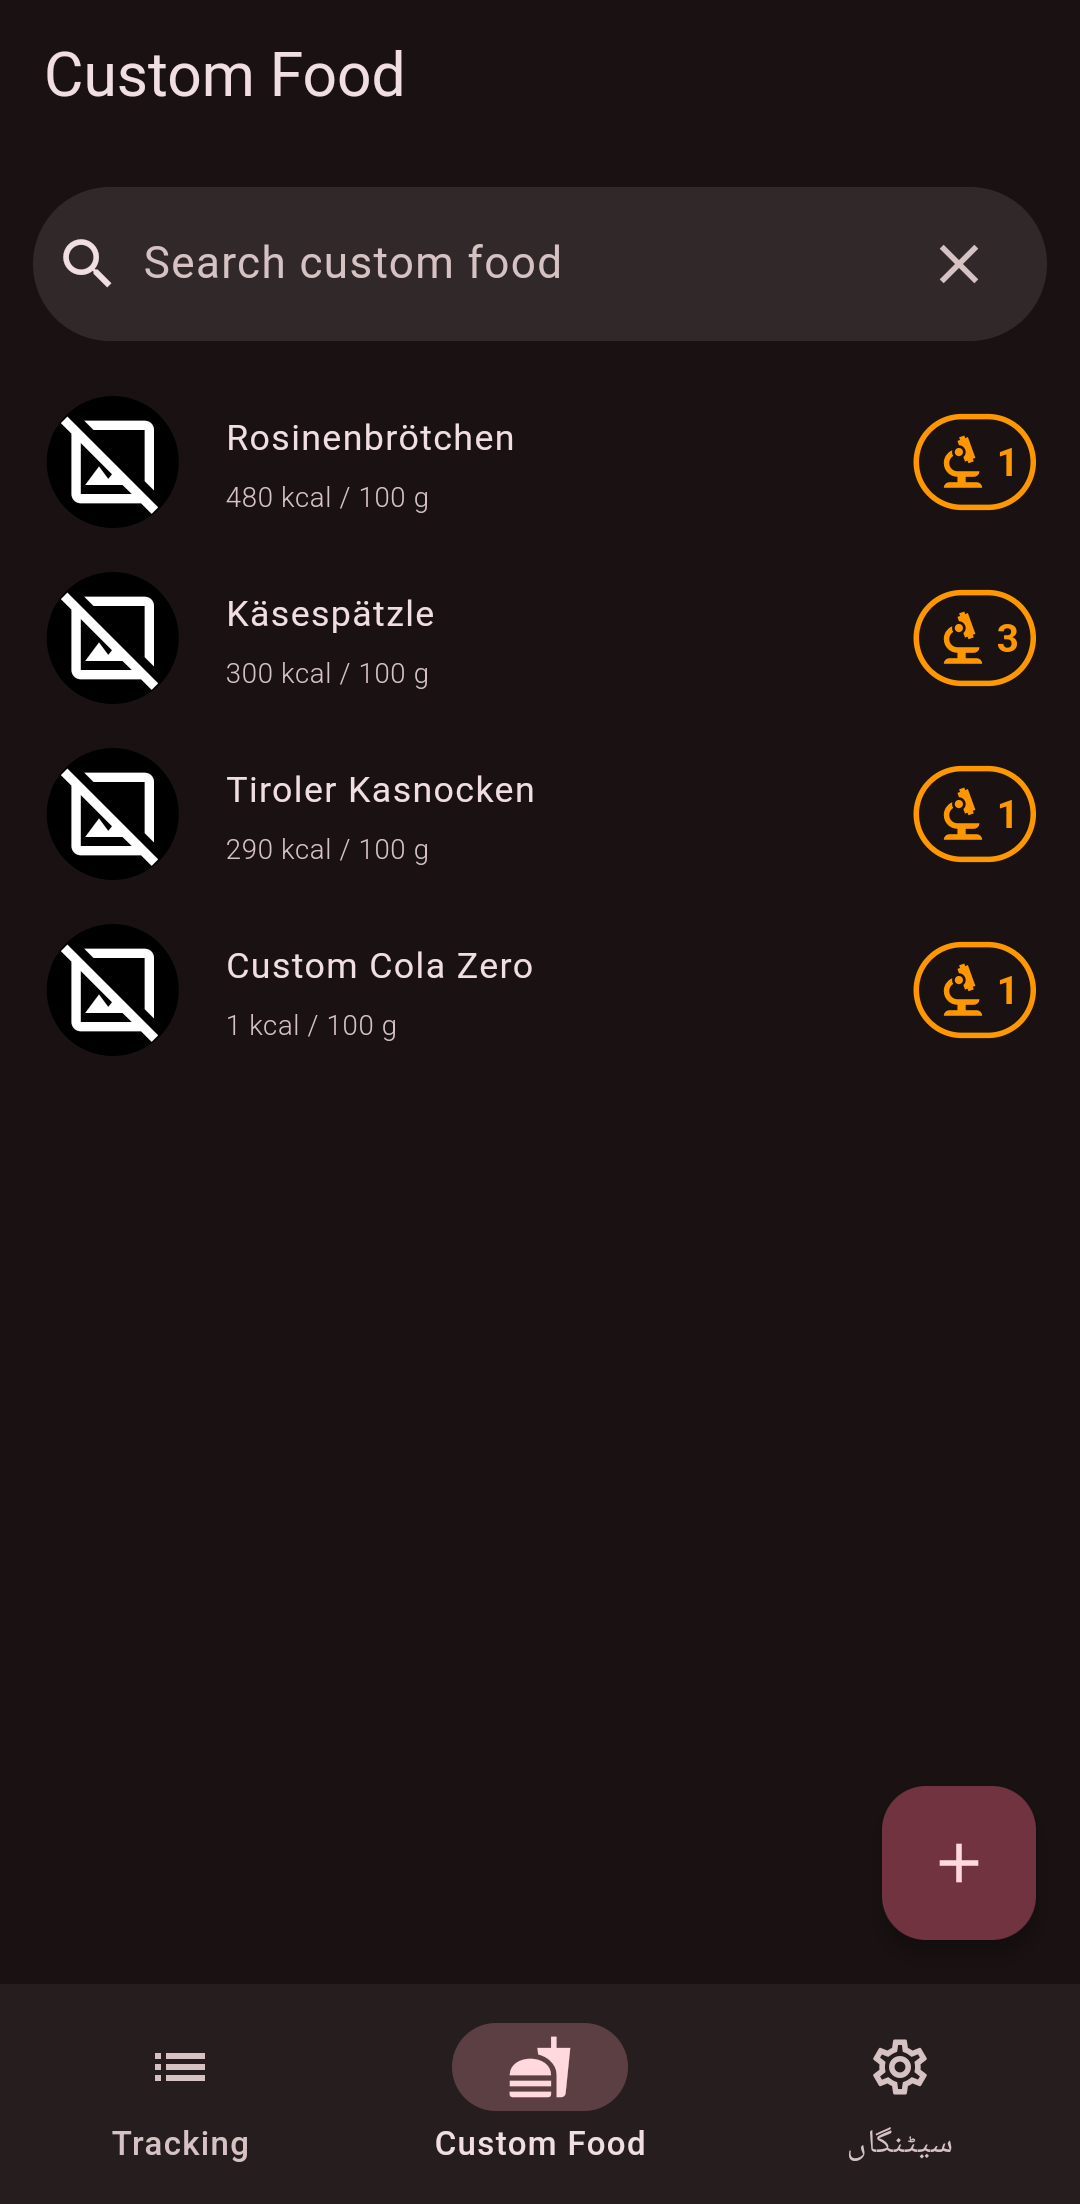 Custom Food
Search custom food
Rosinenbrötchen
480 kcal / 100 g
1
Käsespätzle
300 kcal / 100 g
3
Tiroler Kasnocken
290 kcal / 100 g
1
Custom Cola Zero
1 kcal / 100 g
1
Tracking
Custom Food
سیٹنگاں